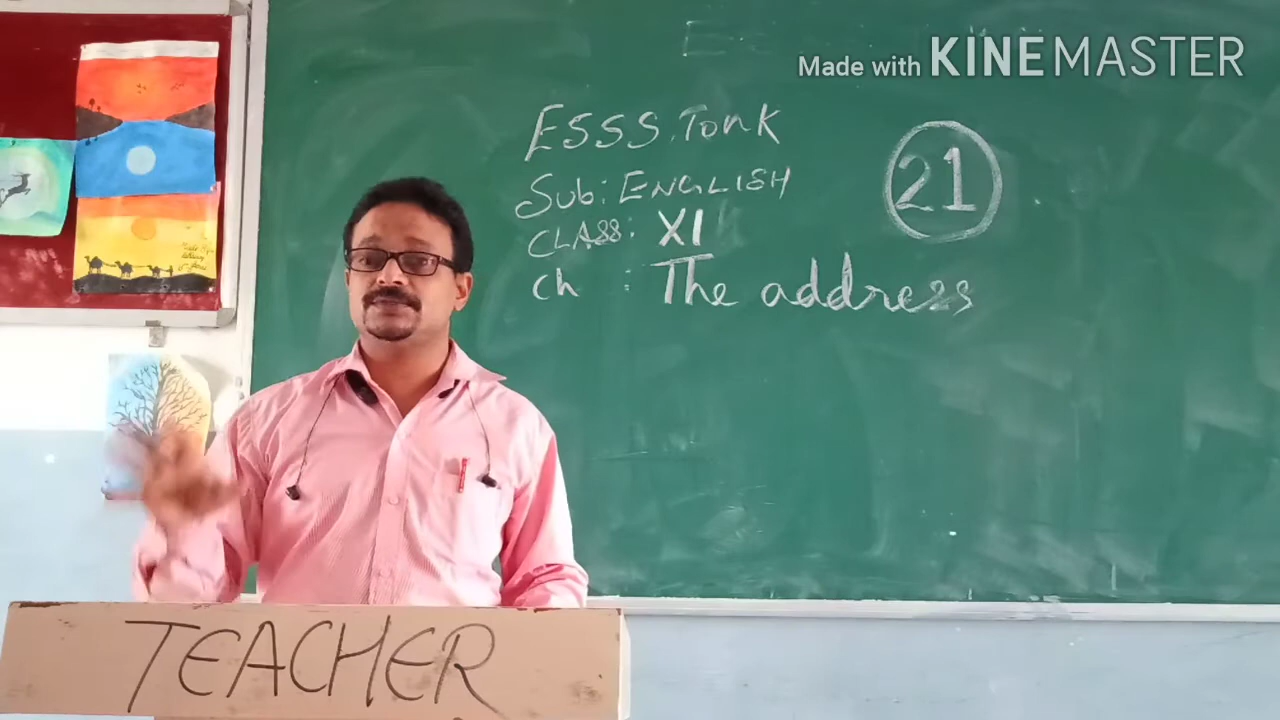 Made with KINEMASTER
ESSS, Tonk
Sub: ENGLISH
CLASS: XI
Ch : The address
21
TEACHER